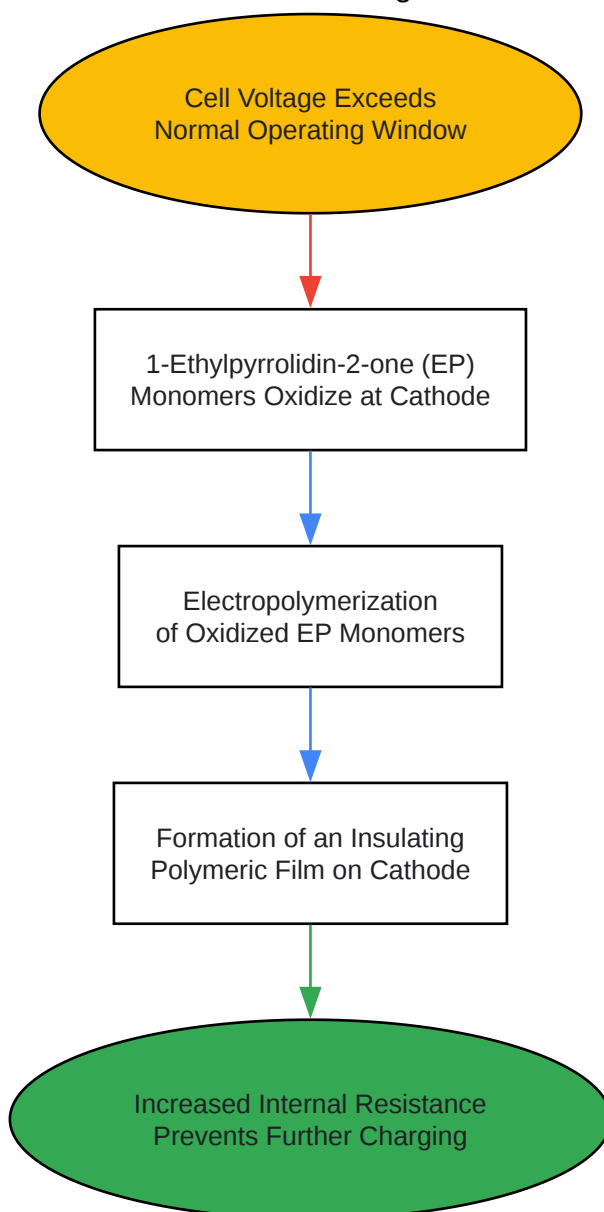 Cell Voltage Exceeds
Normal Operating Window
1-Ethylpyrrolidin-2-one (EP)
Monomers Oxidize at Cathode
Electropolymerization
of Oxidized EP Monomers
Formation of an Insulating
Polymeric Film on Cathode
Increased Internal Resistance
Prevents Further Charging